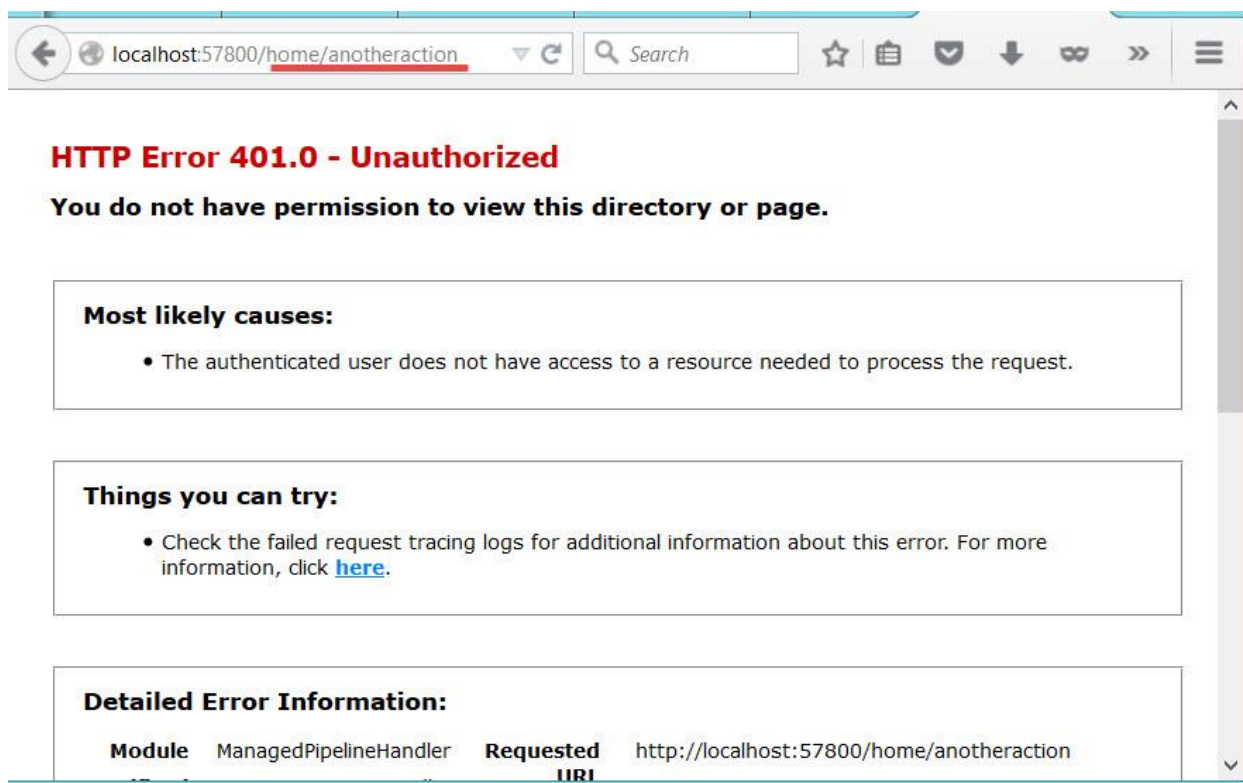 localhost:57800/home/anotheraction
Search
HTTP Error 401.0 - Unauthorized
You do not have permission to view this directory or page.
Most likely causes:
• The authenticated user does not have access to a resource needed to process the request.
Things you can try:
• Check the failed request tracing logs for additional information about this error. For more
information, click here.
Detailed Error Information:
Module ManagedPipelineHandler Requested http://localhost:57800/home/anotheraction
URL